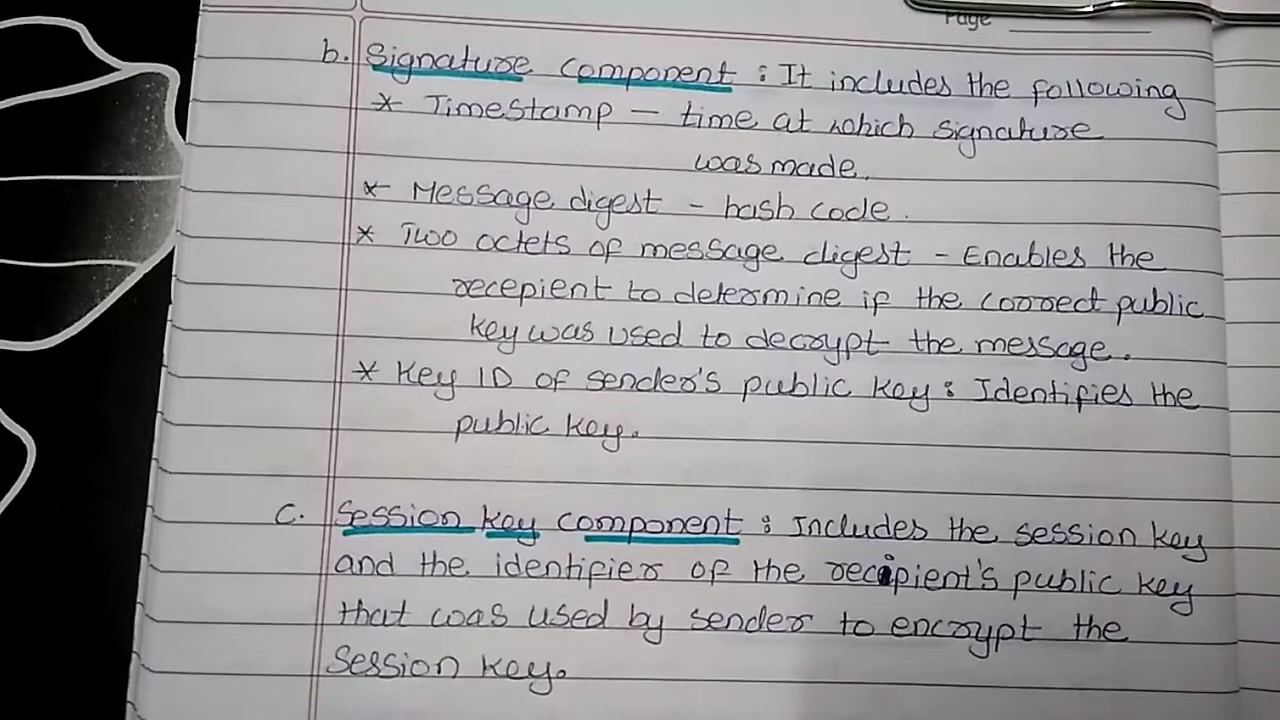 Page
b. Signature component : It includes the following
* Timestamp - time at which signature
was made.
* Message digest - hash code.
* Two octets of message digest - Enables the
recepient to determine if the correct public
key was used to decrypt the message.
* Key ID of sender's public key : Identifies the
public key.
c. Session key component : Includes the session key
and the identifier of the recipient's public key
that was used by sender to encrypt the
session key.